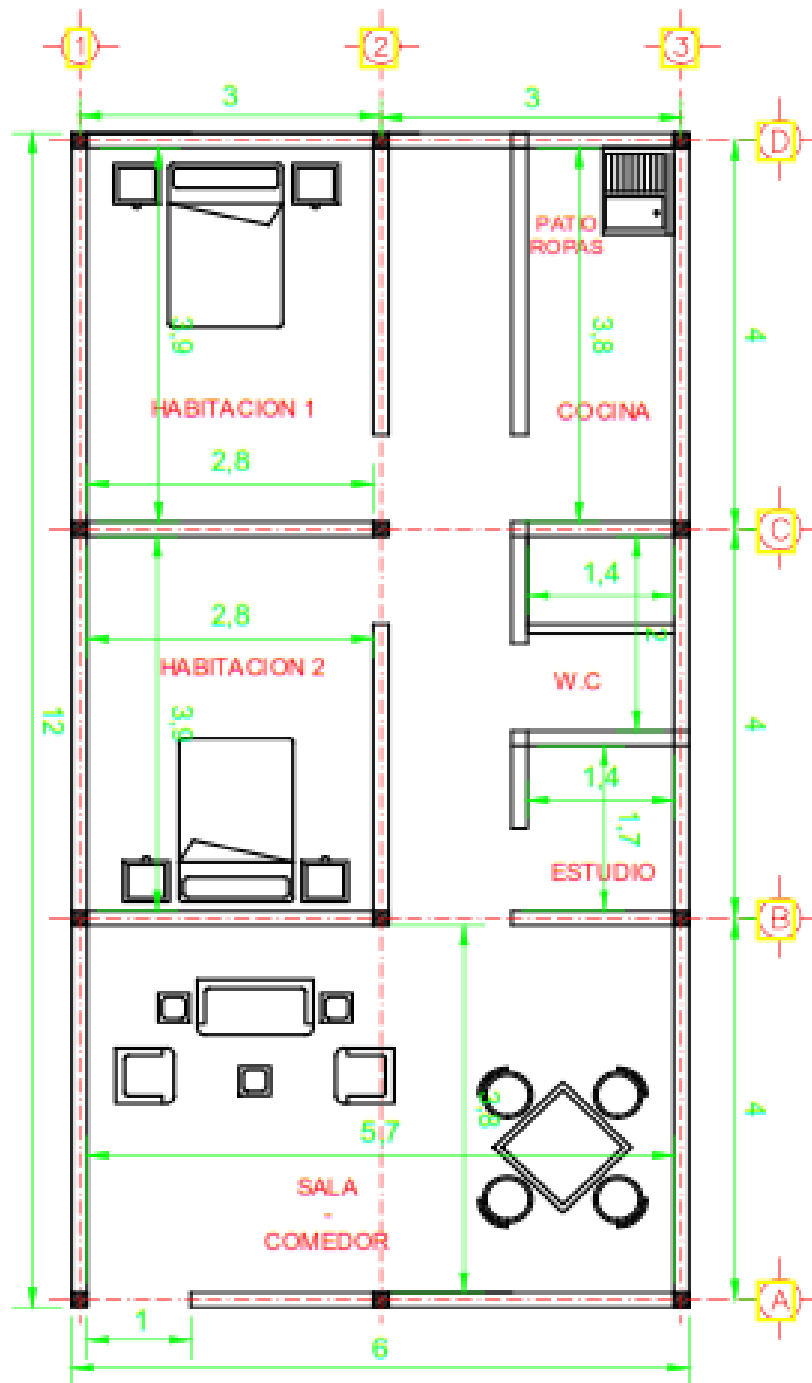 1
2
3
3
3
D
PATIO
ROPAS
3,9
3,8
4
HABITACION 1
COCINA
2,8
C
1,4
2,8
2
HABITACION 2
W.C
12
3,9
4
1,4
1,7
ESTUDIO
B
3,8
4
5,7
SALA
-
COMEDOR
A
1
6